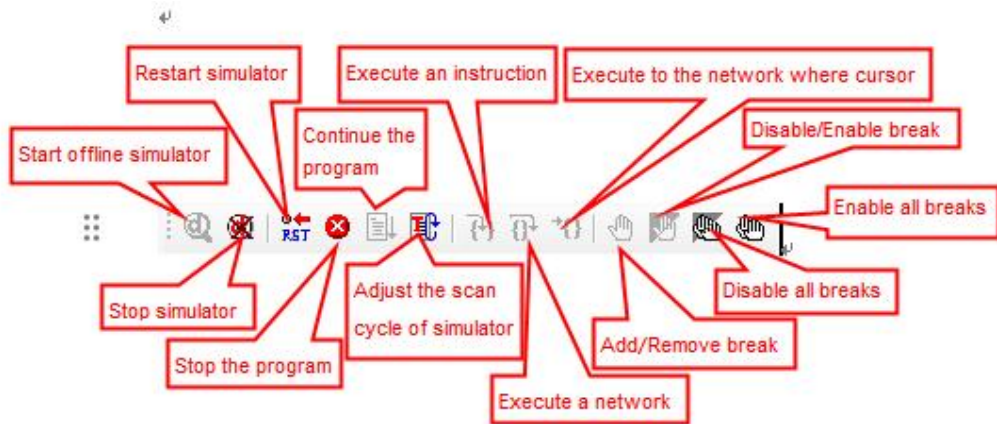 Restart simulator
Execute an instruction
Execute to the network where cursor
Start offline simulator
Continue the
program
Disable/Enable break
Enable all breaks
RST
Stop simulator
Adjust the scan
cycle of simulator
Disable all breaks
Stop the program
Add/Remove break
Execute a network